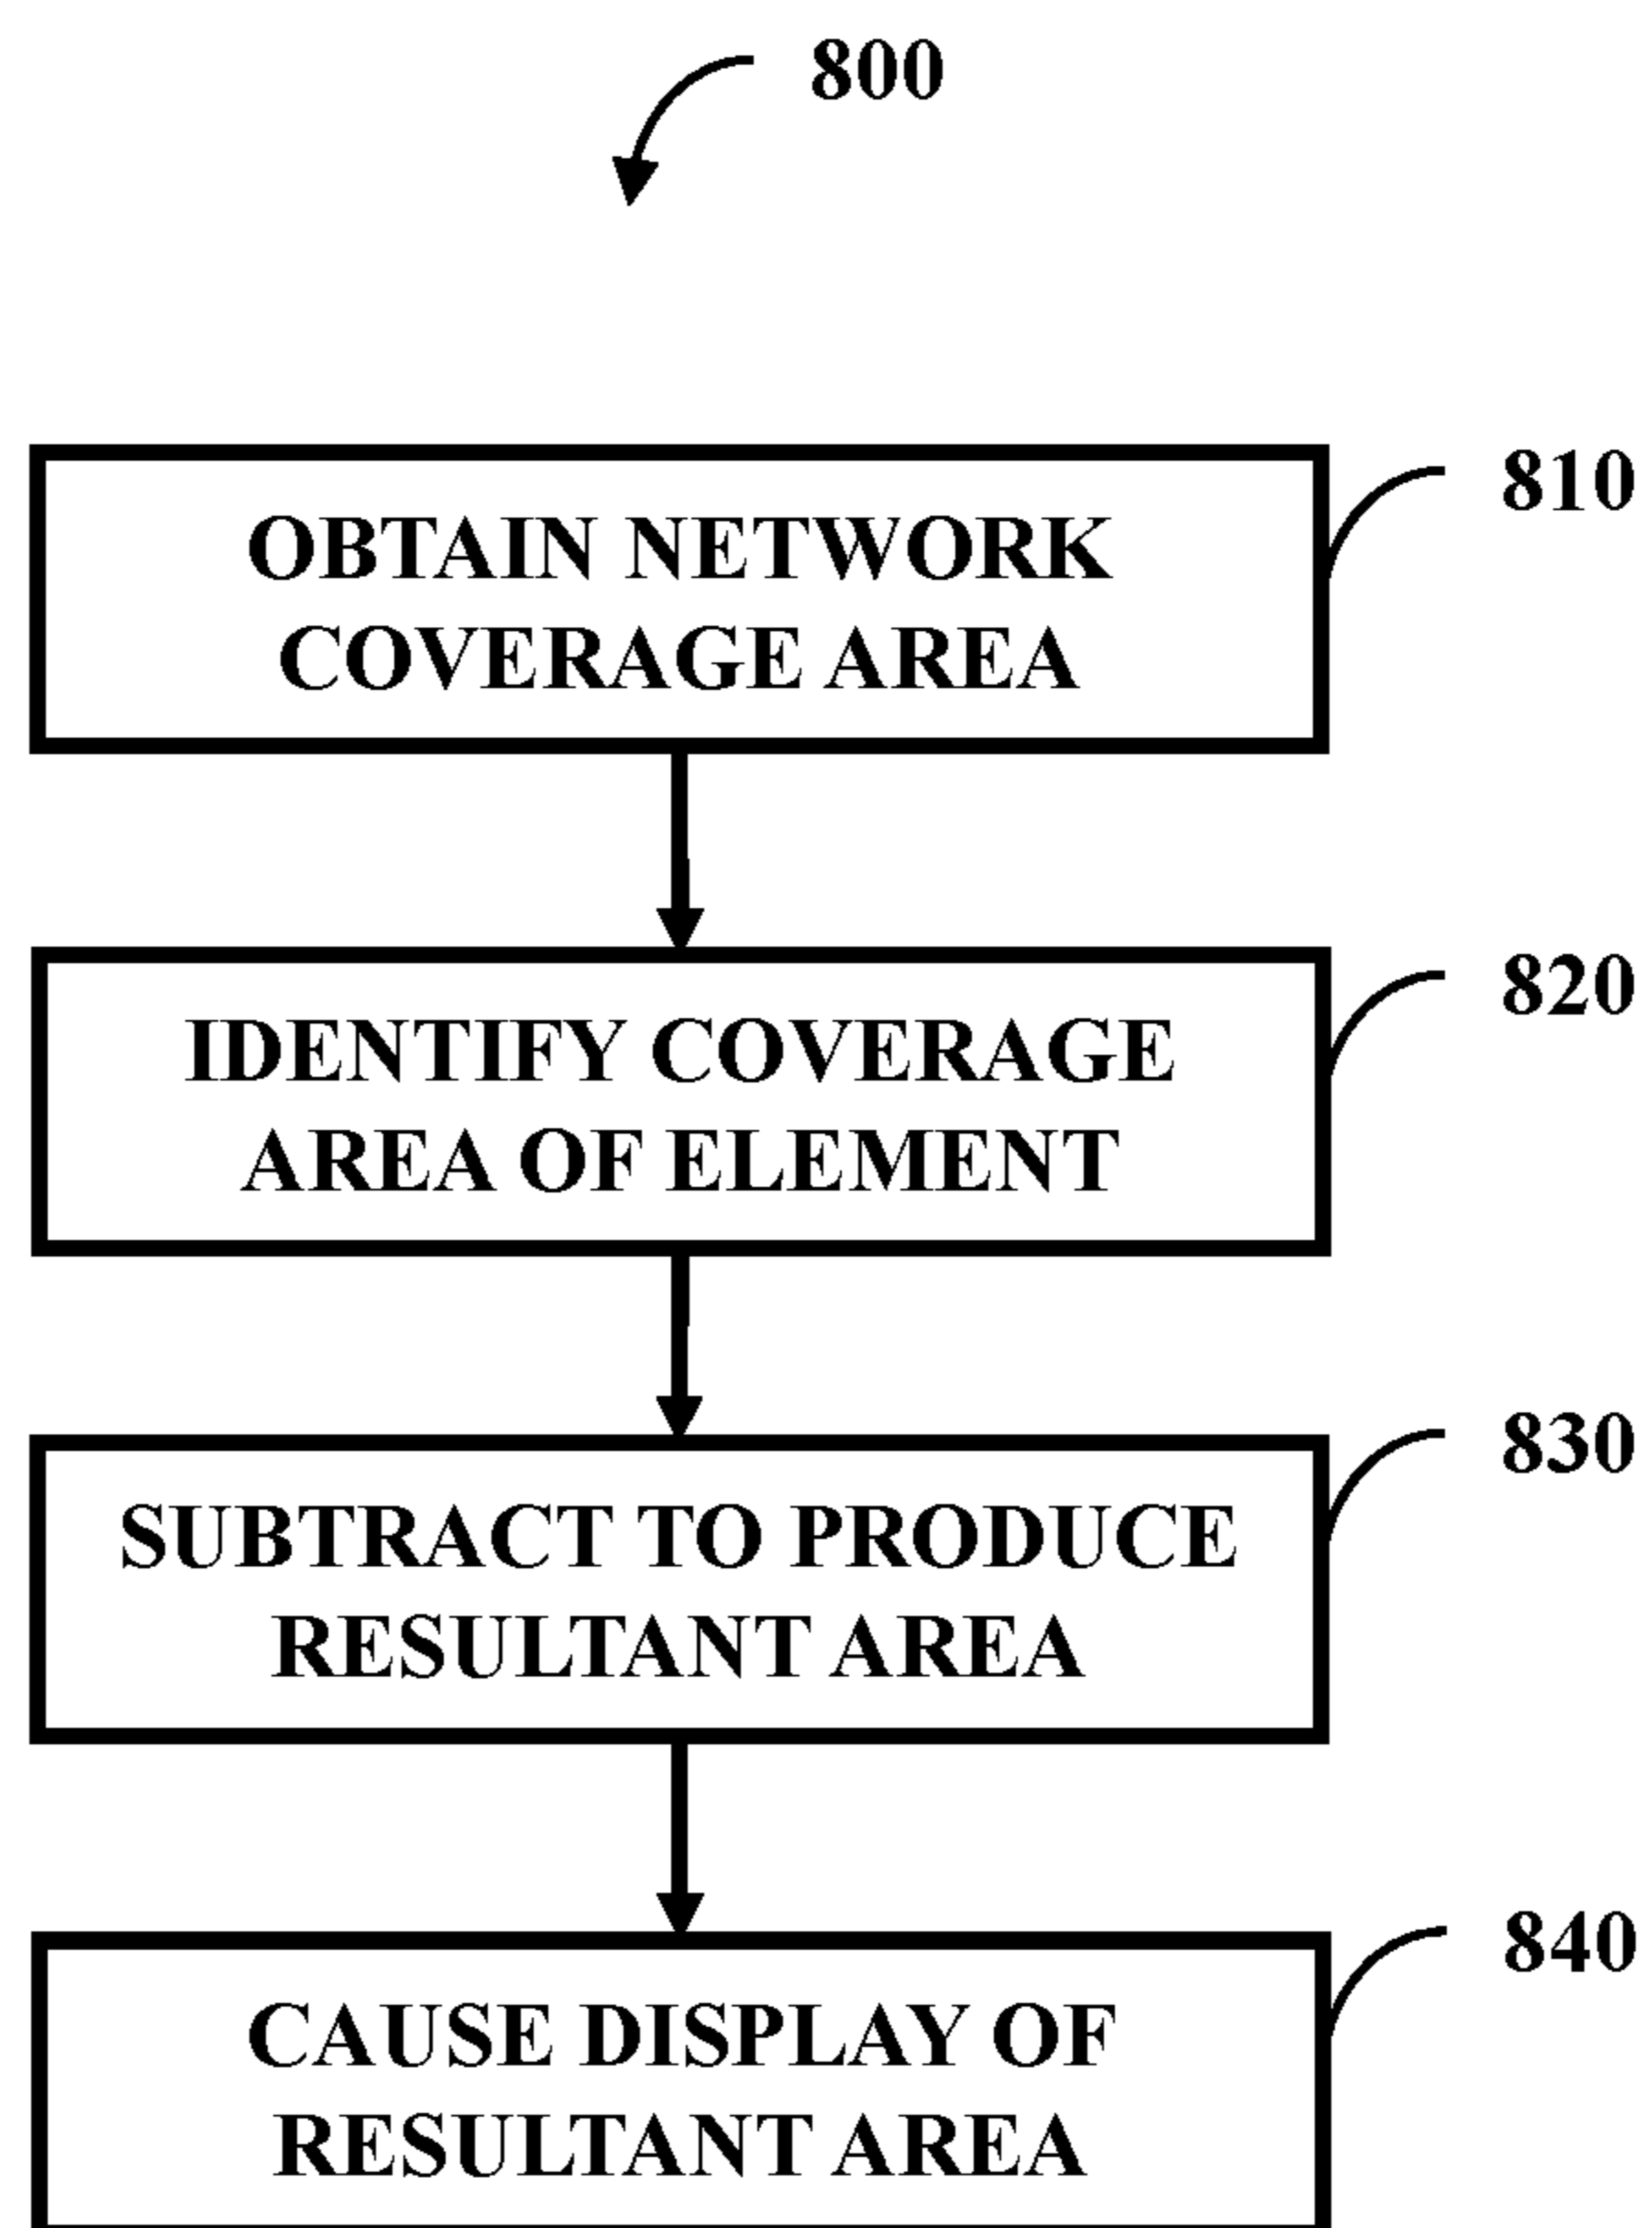 800
810
OBTAIN NETWORK
COVERAGE AREA
820
IDENTIFY COVERAGE
AREA OF ELEMENT
830
SUBTRACT TO PRODUCE
RESULTANT AREA
840
CAUSE DISPLAY OF
RESULTANT AREA